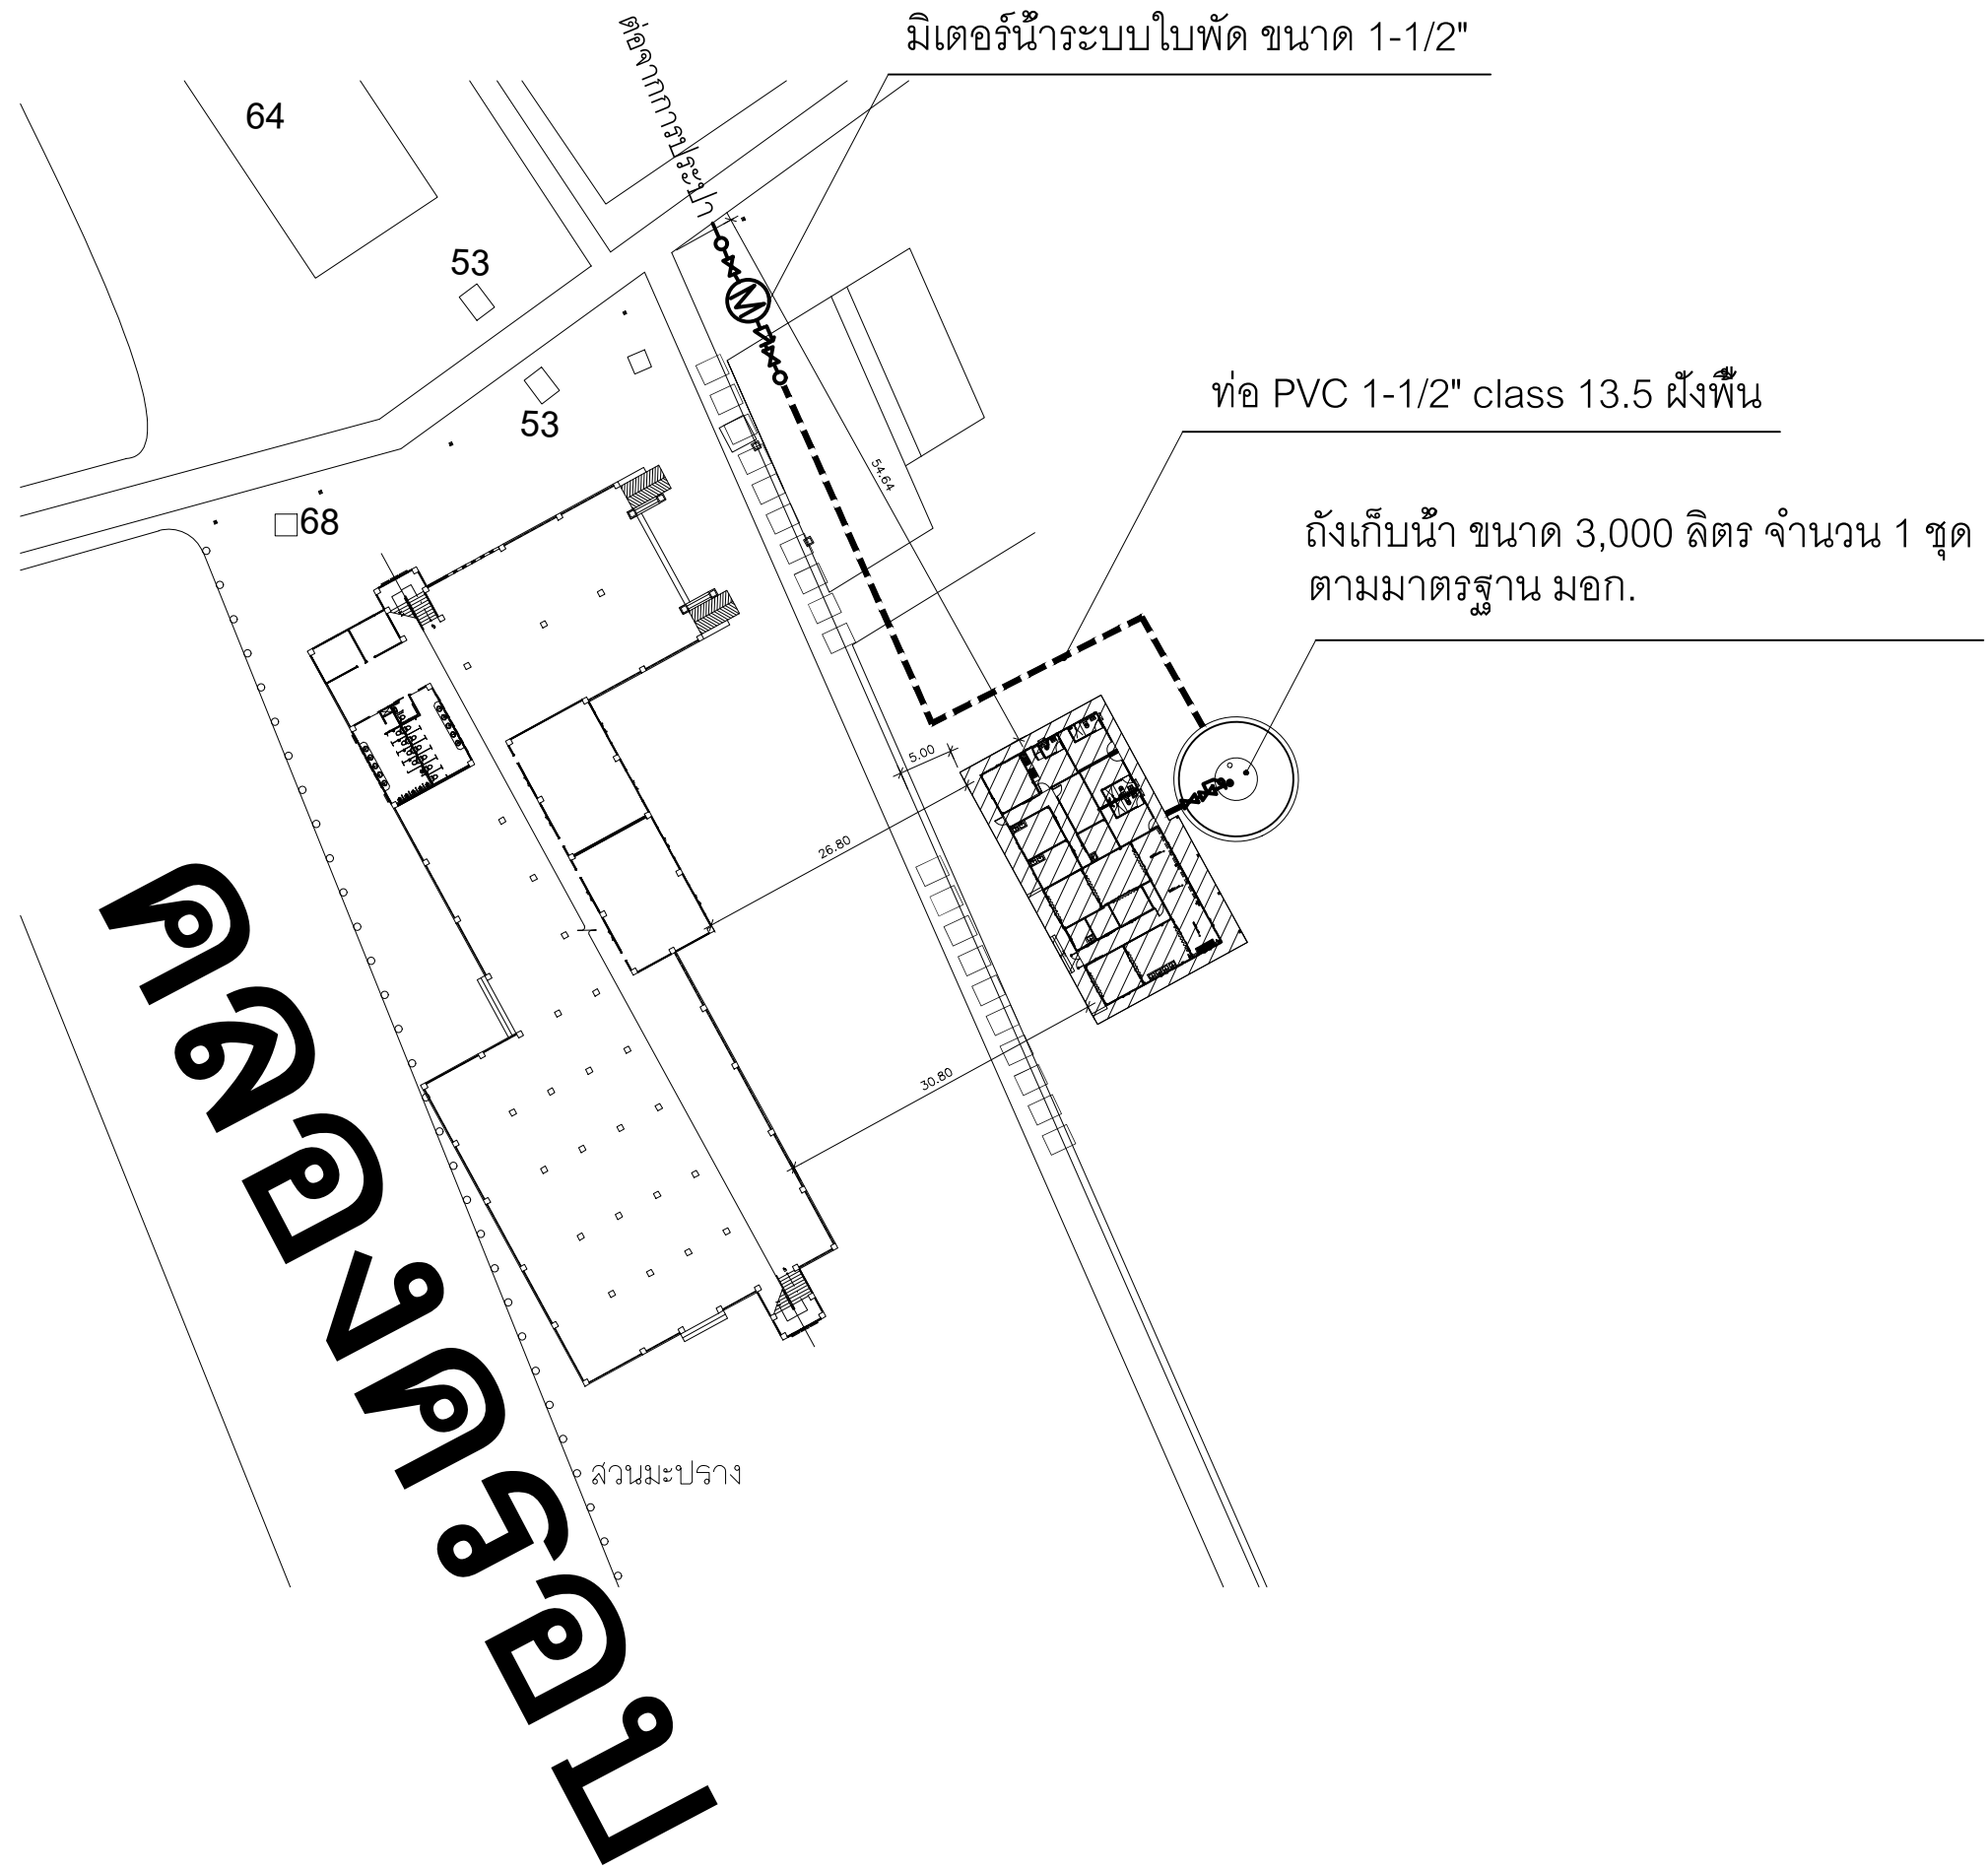 มิเตอร์น้ำระบบใบพัด ขนาด 1-1/2"
ต่อจากการประปา
64
53
53
68
ท่อ PVC 1-1/2" class 13.5 ฝังพื้น
54.64
ถังเก็บน้ำ ขนาด 3,000 ลิตร จำนวน 1 ชุด
ตามมาตรฐาน มอก.
M
5.00
26.80
30.80
คลองคูจอน
สวนมะปราง